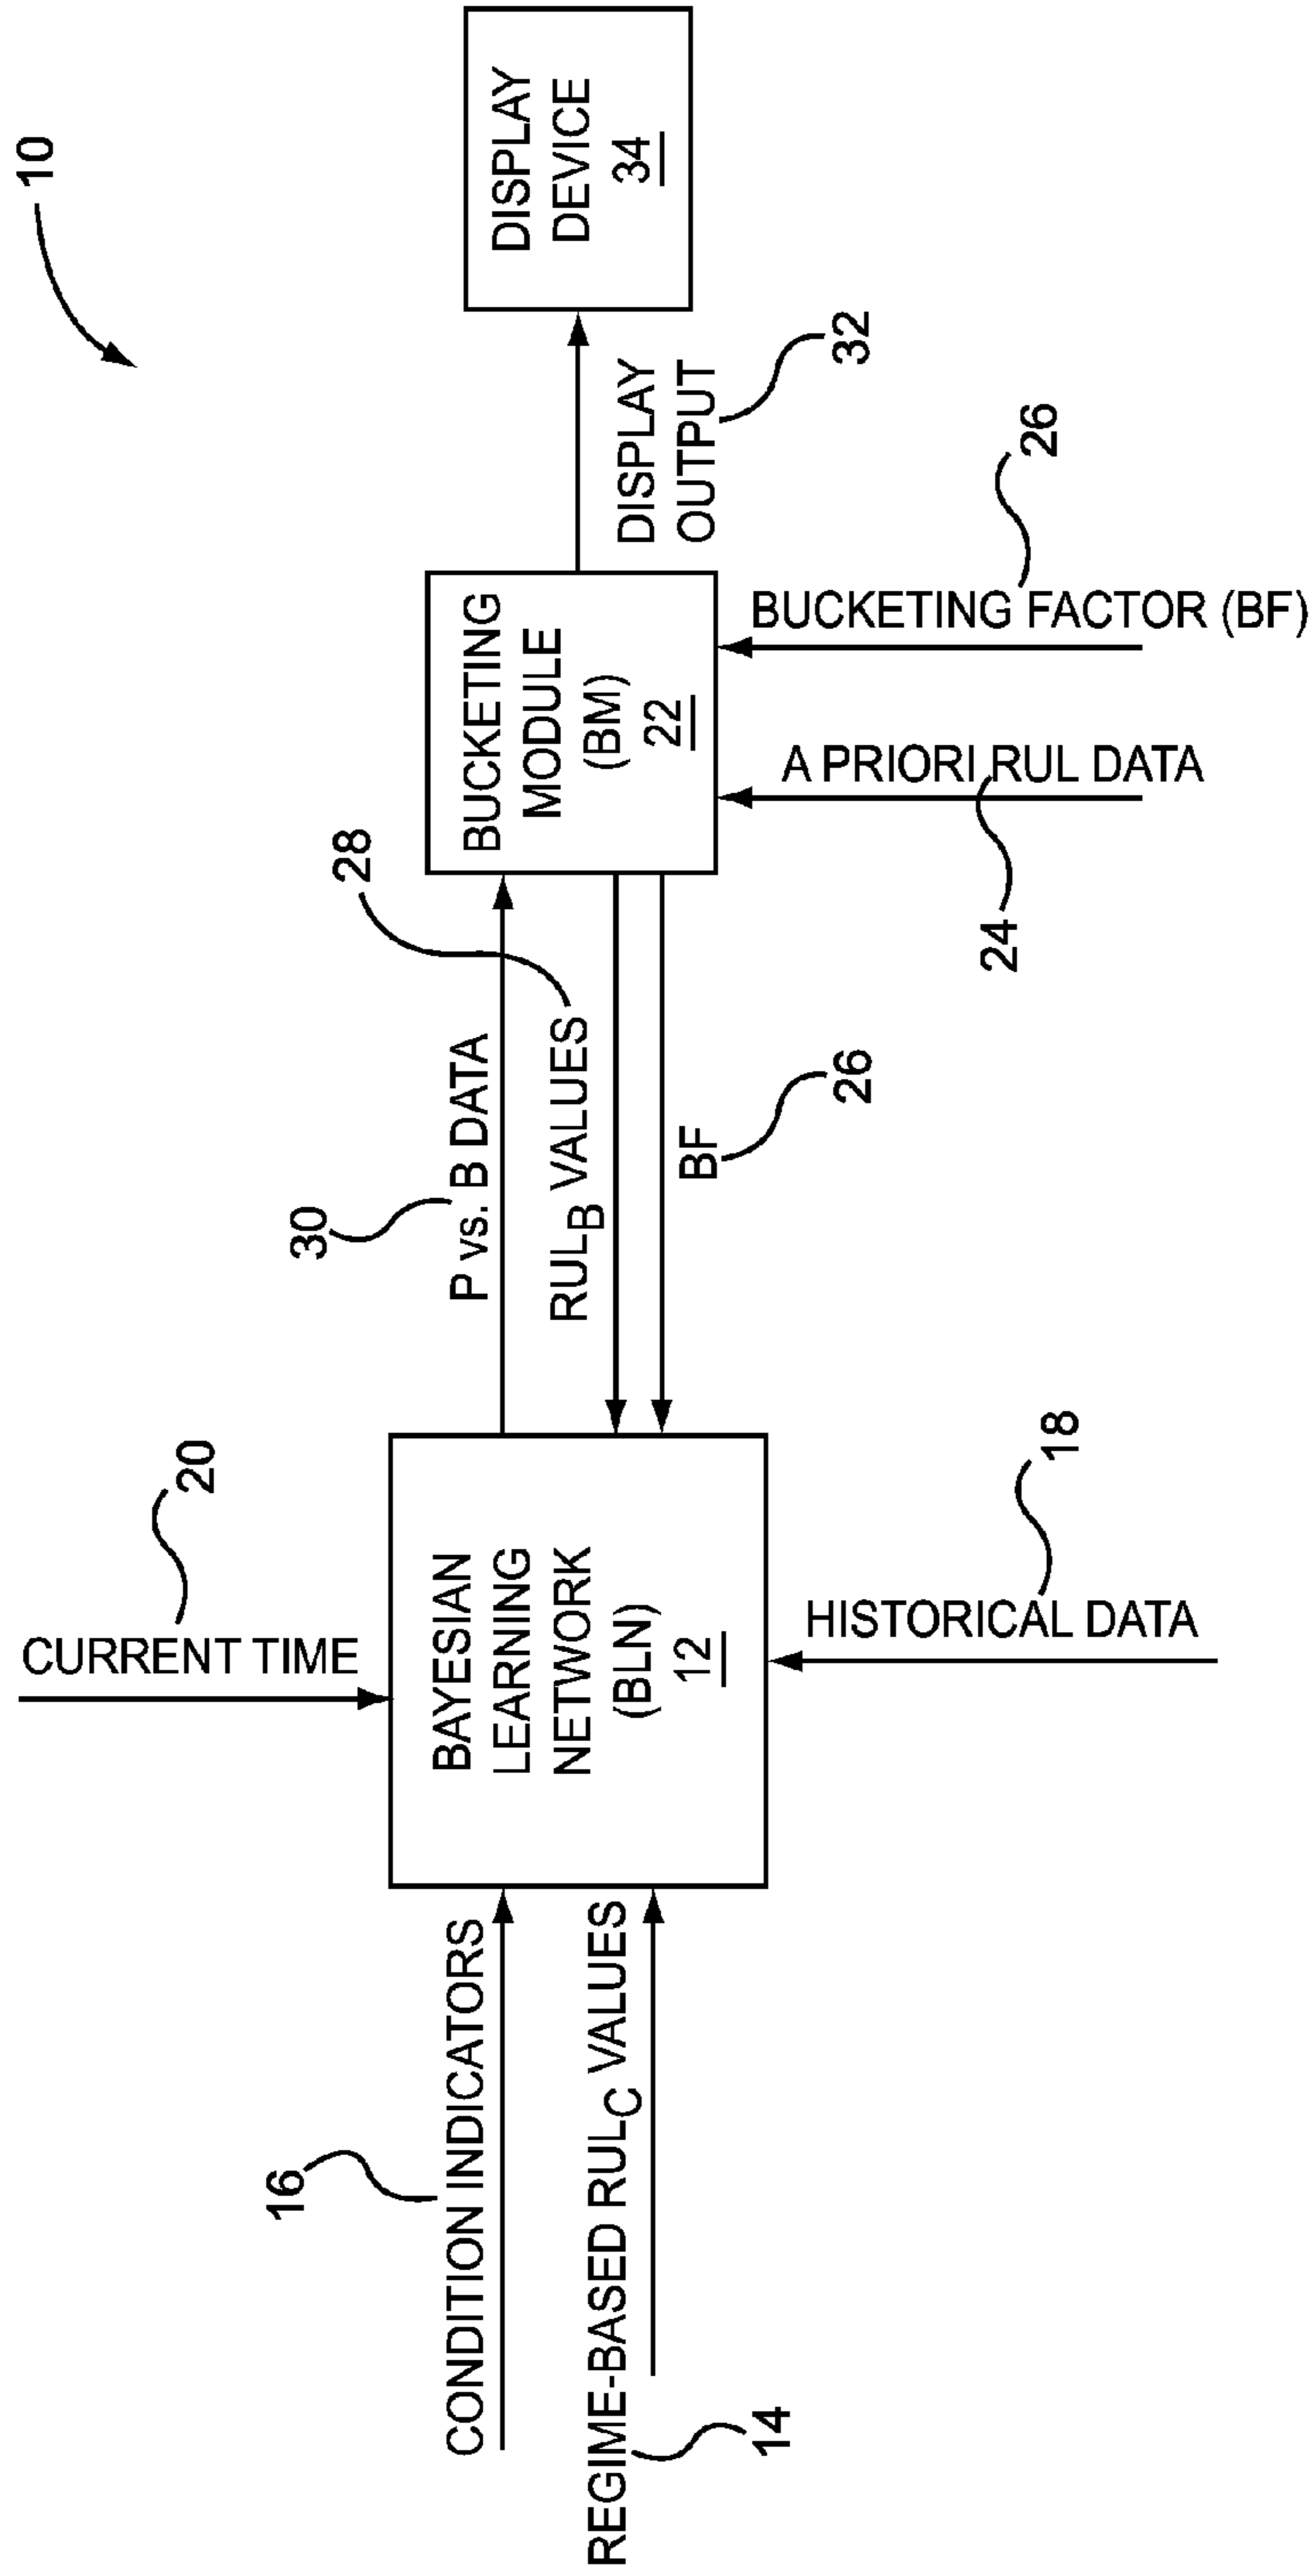 10
CURRENT TIME
20
CONDITION INDICATORS
16
REGIME-BASED RULC VALUES
14
BAYESIAN
LEARNING
NETWORK
(BLN)
12
HISTORICAL DATA
18
30
P vs. B DATA
28
RULB VALUES
BF
26
BUCKETING
MODULE
(BM)
22
A PRIORI RUL DATA
24
BUCKETING FACTOR (BF)
26
DISPLAY
OUTPUT
32
DISPLAY
DEVICE
34